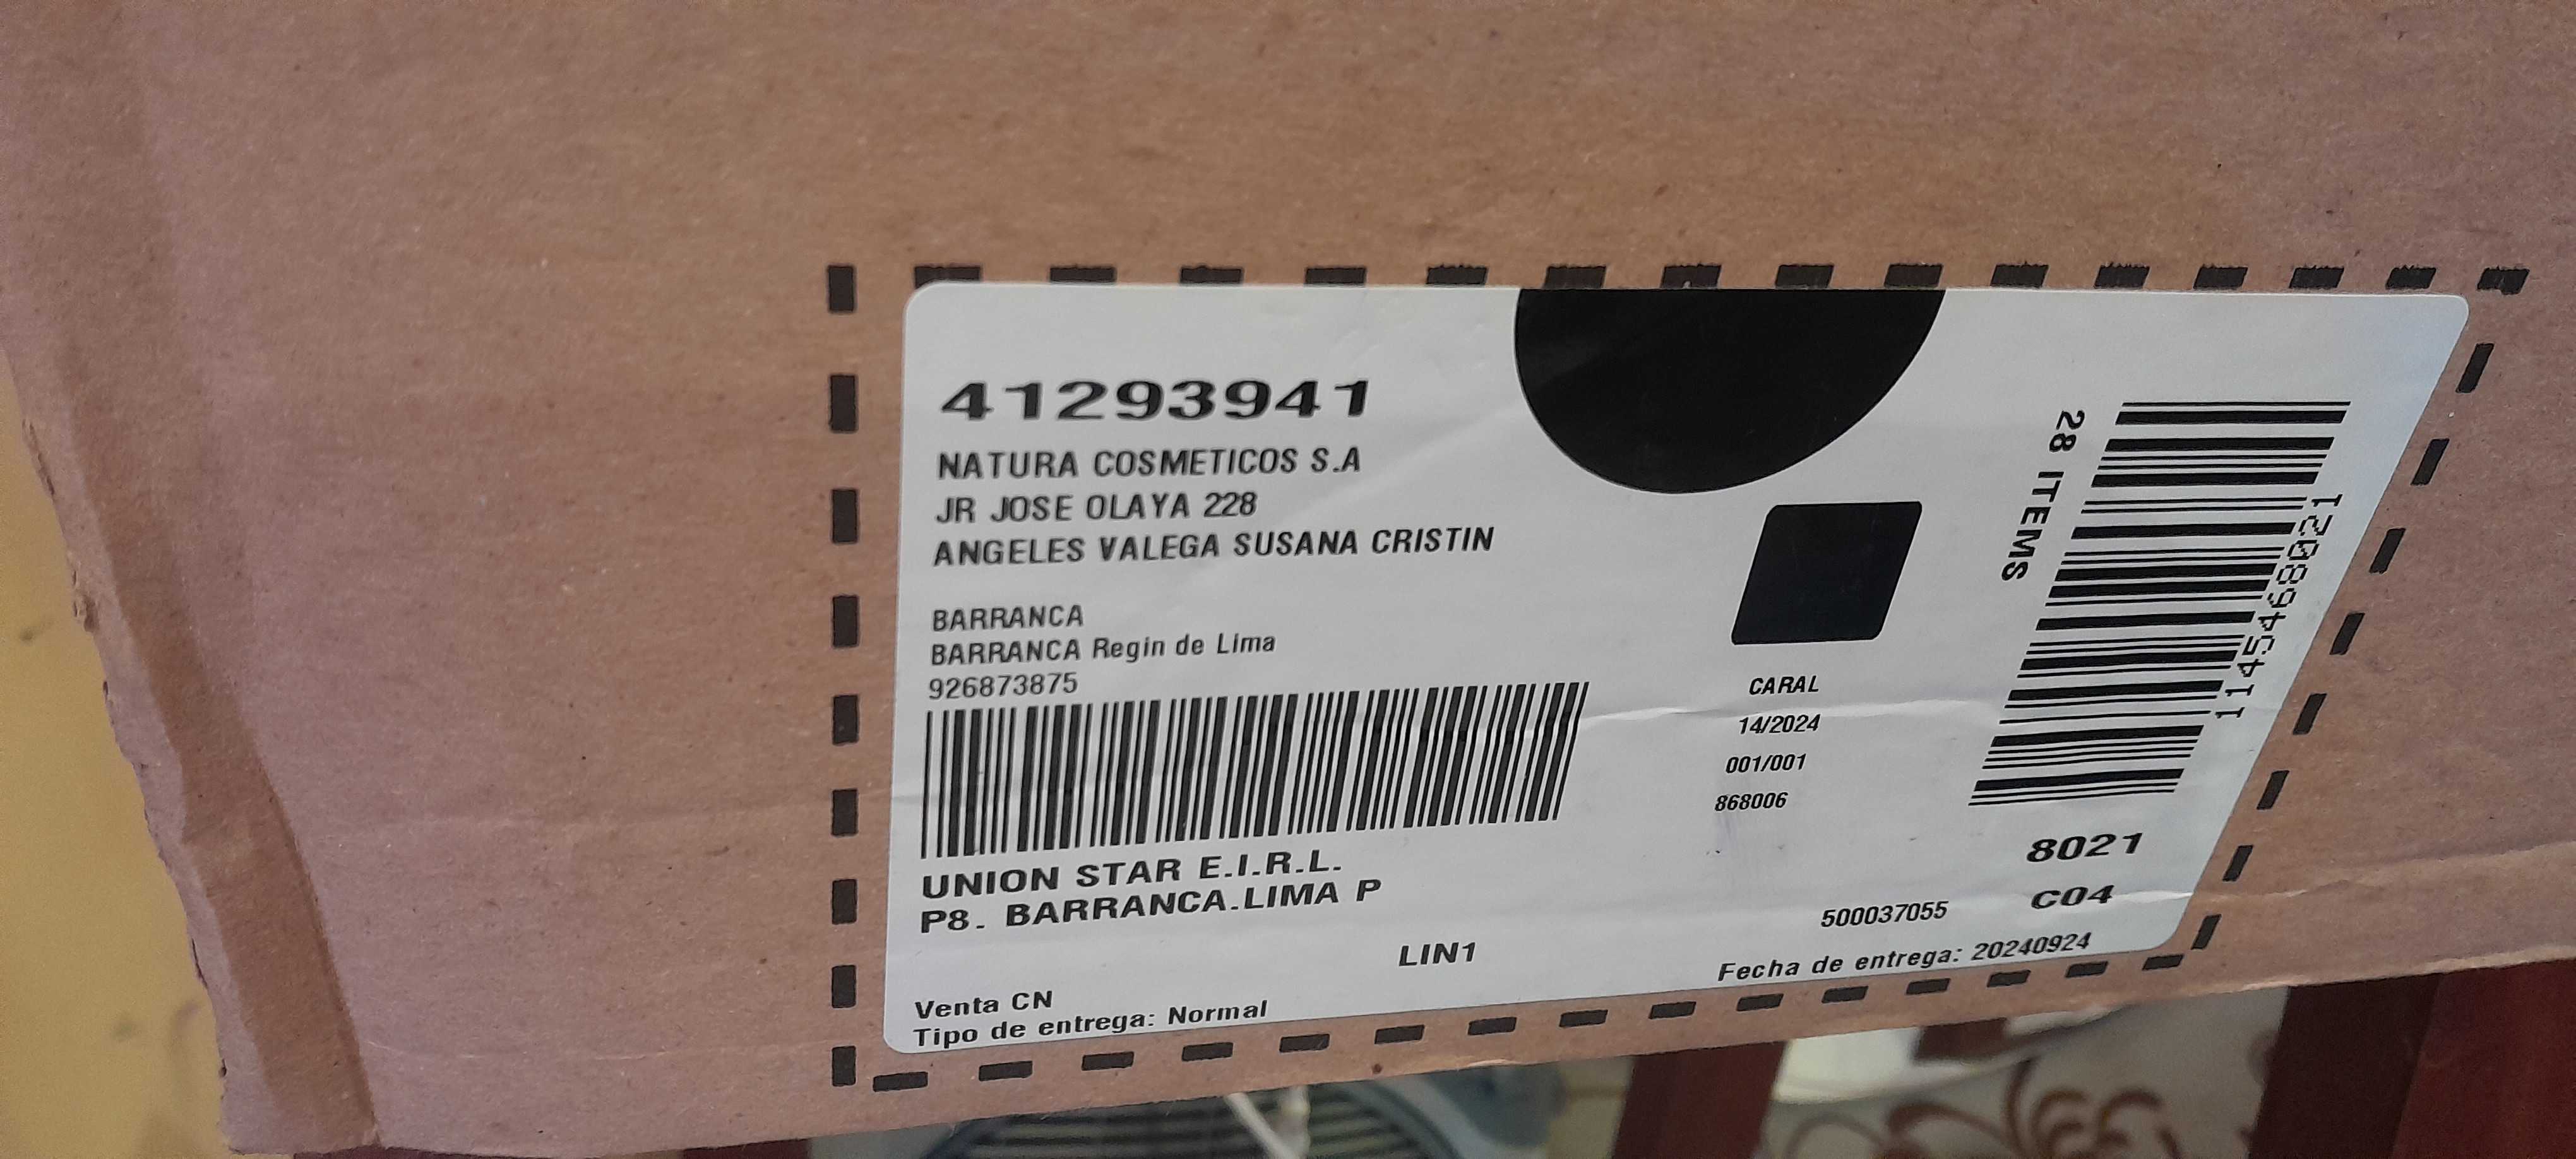 41293941
NATURA COSMETICOS S.A
JR JOSE OLAYA 228
ANGELES VALEGA SUSANA CRISTIN
BARRANCA
BARRANCA Regin de Lima
926873875
UNION STAR E.I.R.L.
P8. BARRANCA.LIMA P
LIN1
Venta CN
Tipo de entrega: Normal
CARAL
14/2024
001/001
868006
28 ITEMS
12089468021
8021
C04
500037055
Fecha de entrega: 20240924